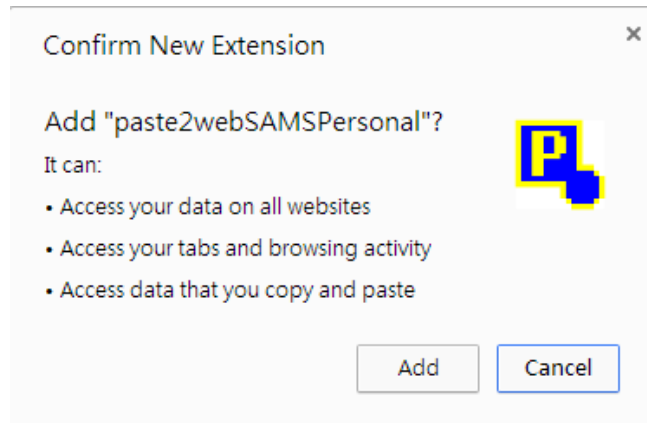 Confirm New Extension
Add "paste2webSAMSPersonal"?
It can:
• Access your data on all websites
• Access your tabs and browsing activity
• Access data that you copy and paste
P
Add Cancel